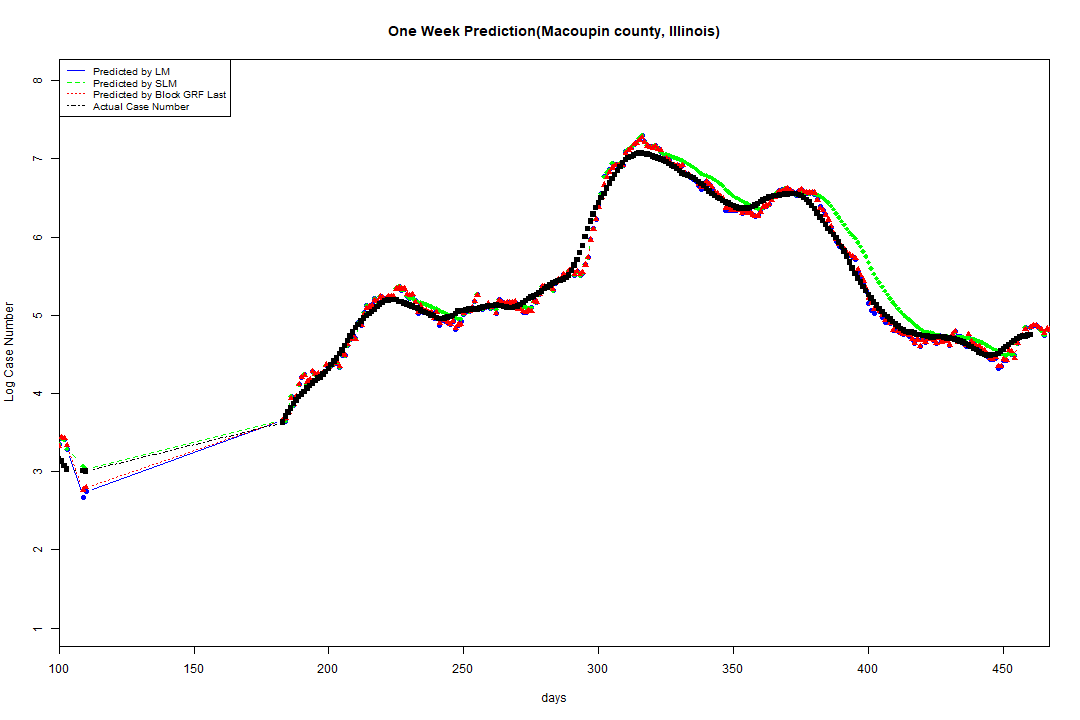 One Week Prediction(Macoupin county, Illinois)
Predicted by LM
Predicted by SLM
Predicted by Block GRF Last
Actual Case Number
8
7
6
5
4
3
2
1
Log Case Number
100 150 200 250 300 350 400 450
days